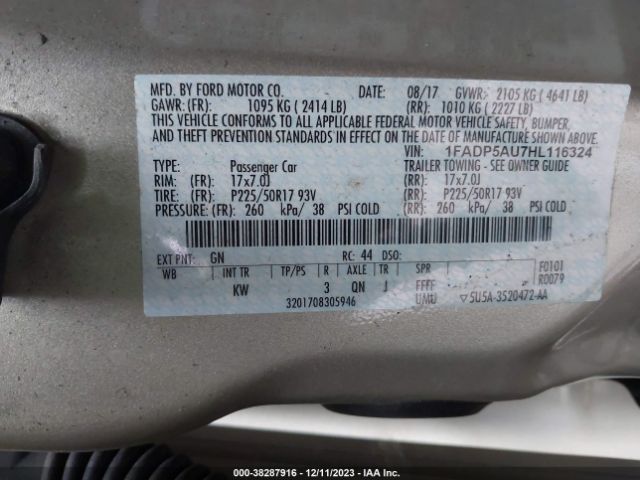 MFD. BY FORD MOTOR CO. DATE: 08/17 GVWR: 2105 KG ( 4641 LB)
GAWR: (FR): 1095 KG ( 2414 LB) (RR): 1010 KG ( 2227 LB)
THIS VEHICLE CONFORMS TO ALL APPLICABLE FEDERAL MOTOR VEHICLE SAFETY, BUMPER,
AND THEFT PREVENTION STANDARDS IN EFFECT ON THE DATE OF MANUFACTURE SHOWN ABOVE.
VIN: 1FADP5AU7HL116324
TYPE: Passenger Car TRAILER TOWING - SEE OWNER GUIDE
RIM: (FR): 17x7.0J (RR): 17x7.0J
TIRE: (FR): P225/50R17 93V (RR): P225/50R17 93V
PRESSURE: (FR): 260 kPa/ 38 PSI COLD (RR): 260 kPa/ 38 PSI COLD
EXT PNT: GN RC: 44 DSO:
WB INT TR TP/PS R AXLE TR SPR F0101
KW 3 QN J FFFF R0079
3201708305946 UMU ▽5U5A-3520472-AA
000-38287916 - 12/11/2023 - IAA Inc.